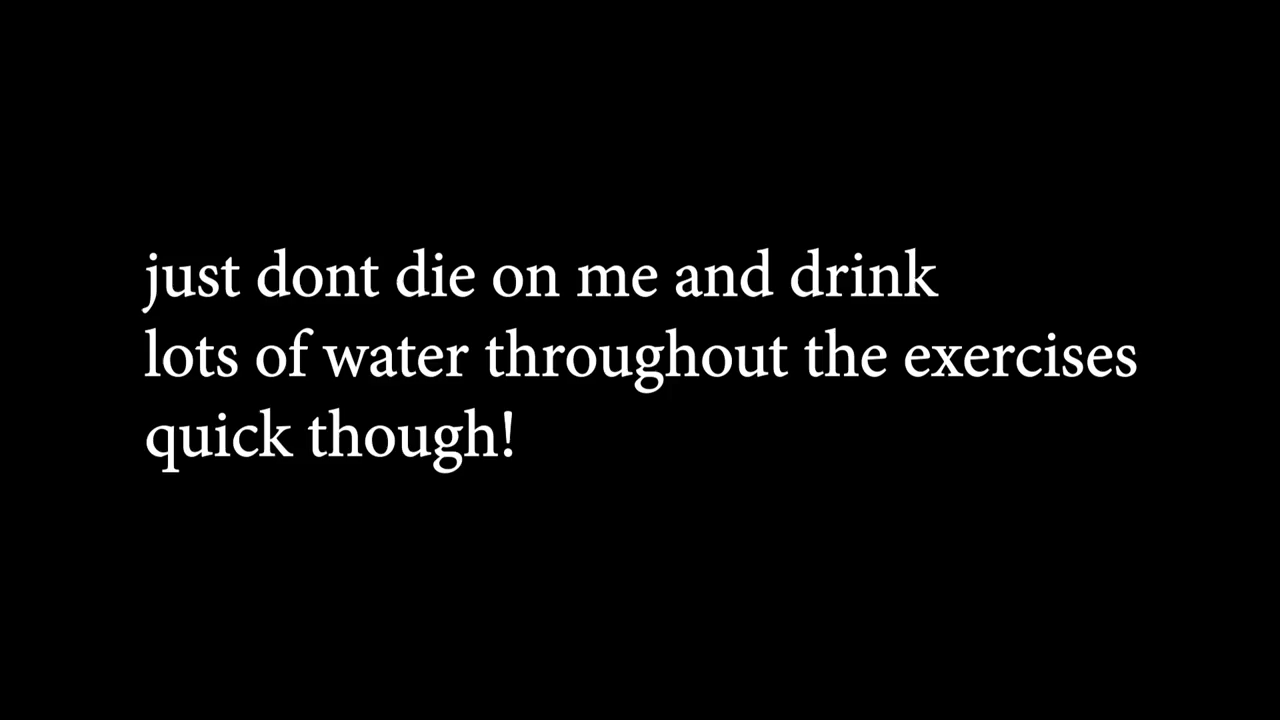 just dont die on me and drink
lots of water throughout the exercises
quick though!